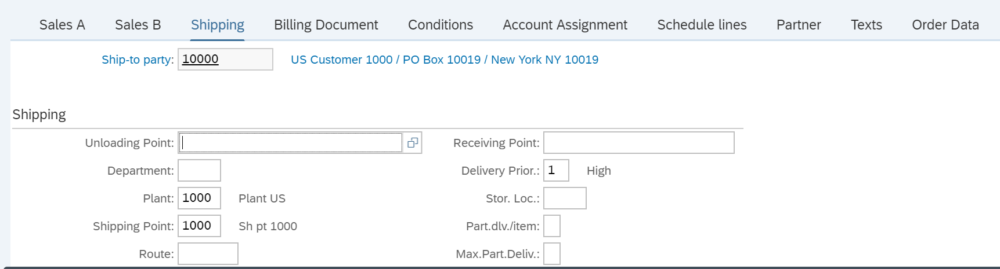 Sales A Sales B Shipping Billing Document Conditions Account Assignment Schedule lines Partner Texts Order Data
Ship-to party: 10000 US Customer 1000 / PO Box 10019 / New York NY 10019
Shipping
Unloading Point: Receiving Point:
Department: Delivery Prior.: 1 High
Plant: 1000 Plant US Stor. Loc.:
Shipping Point: 1000 Sh pt 1000 Part.dlv./item:
Route: Max.Part.Deliv.: